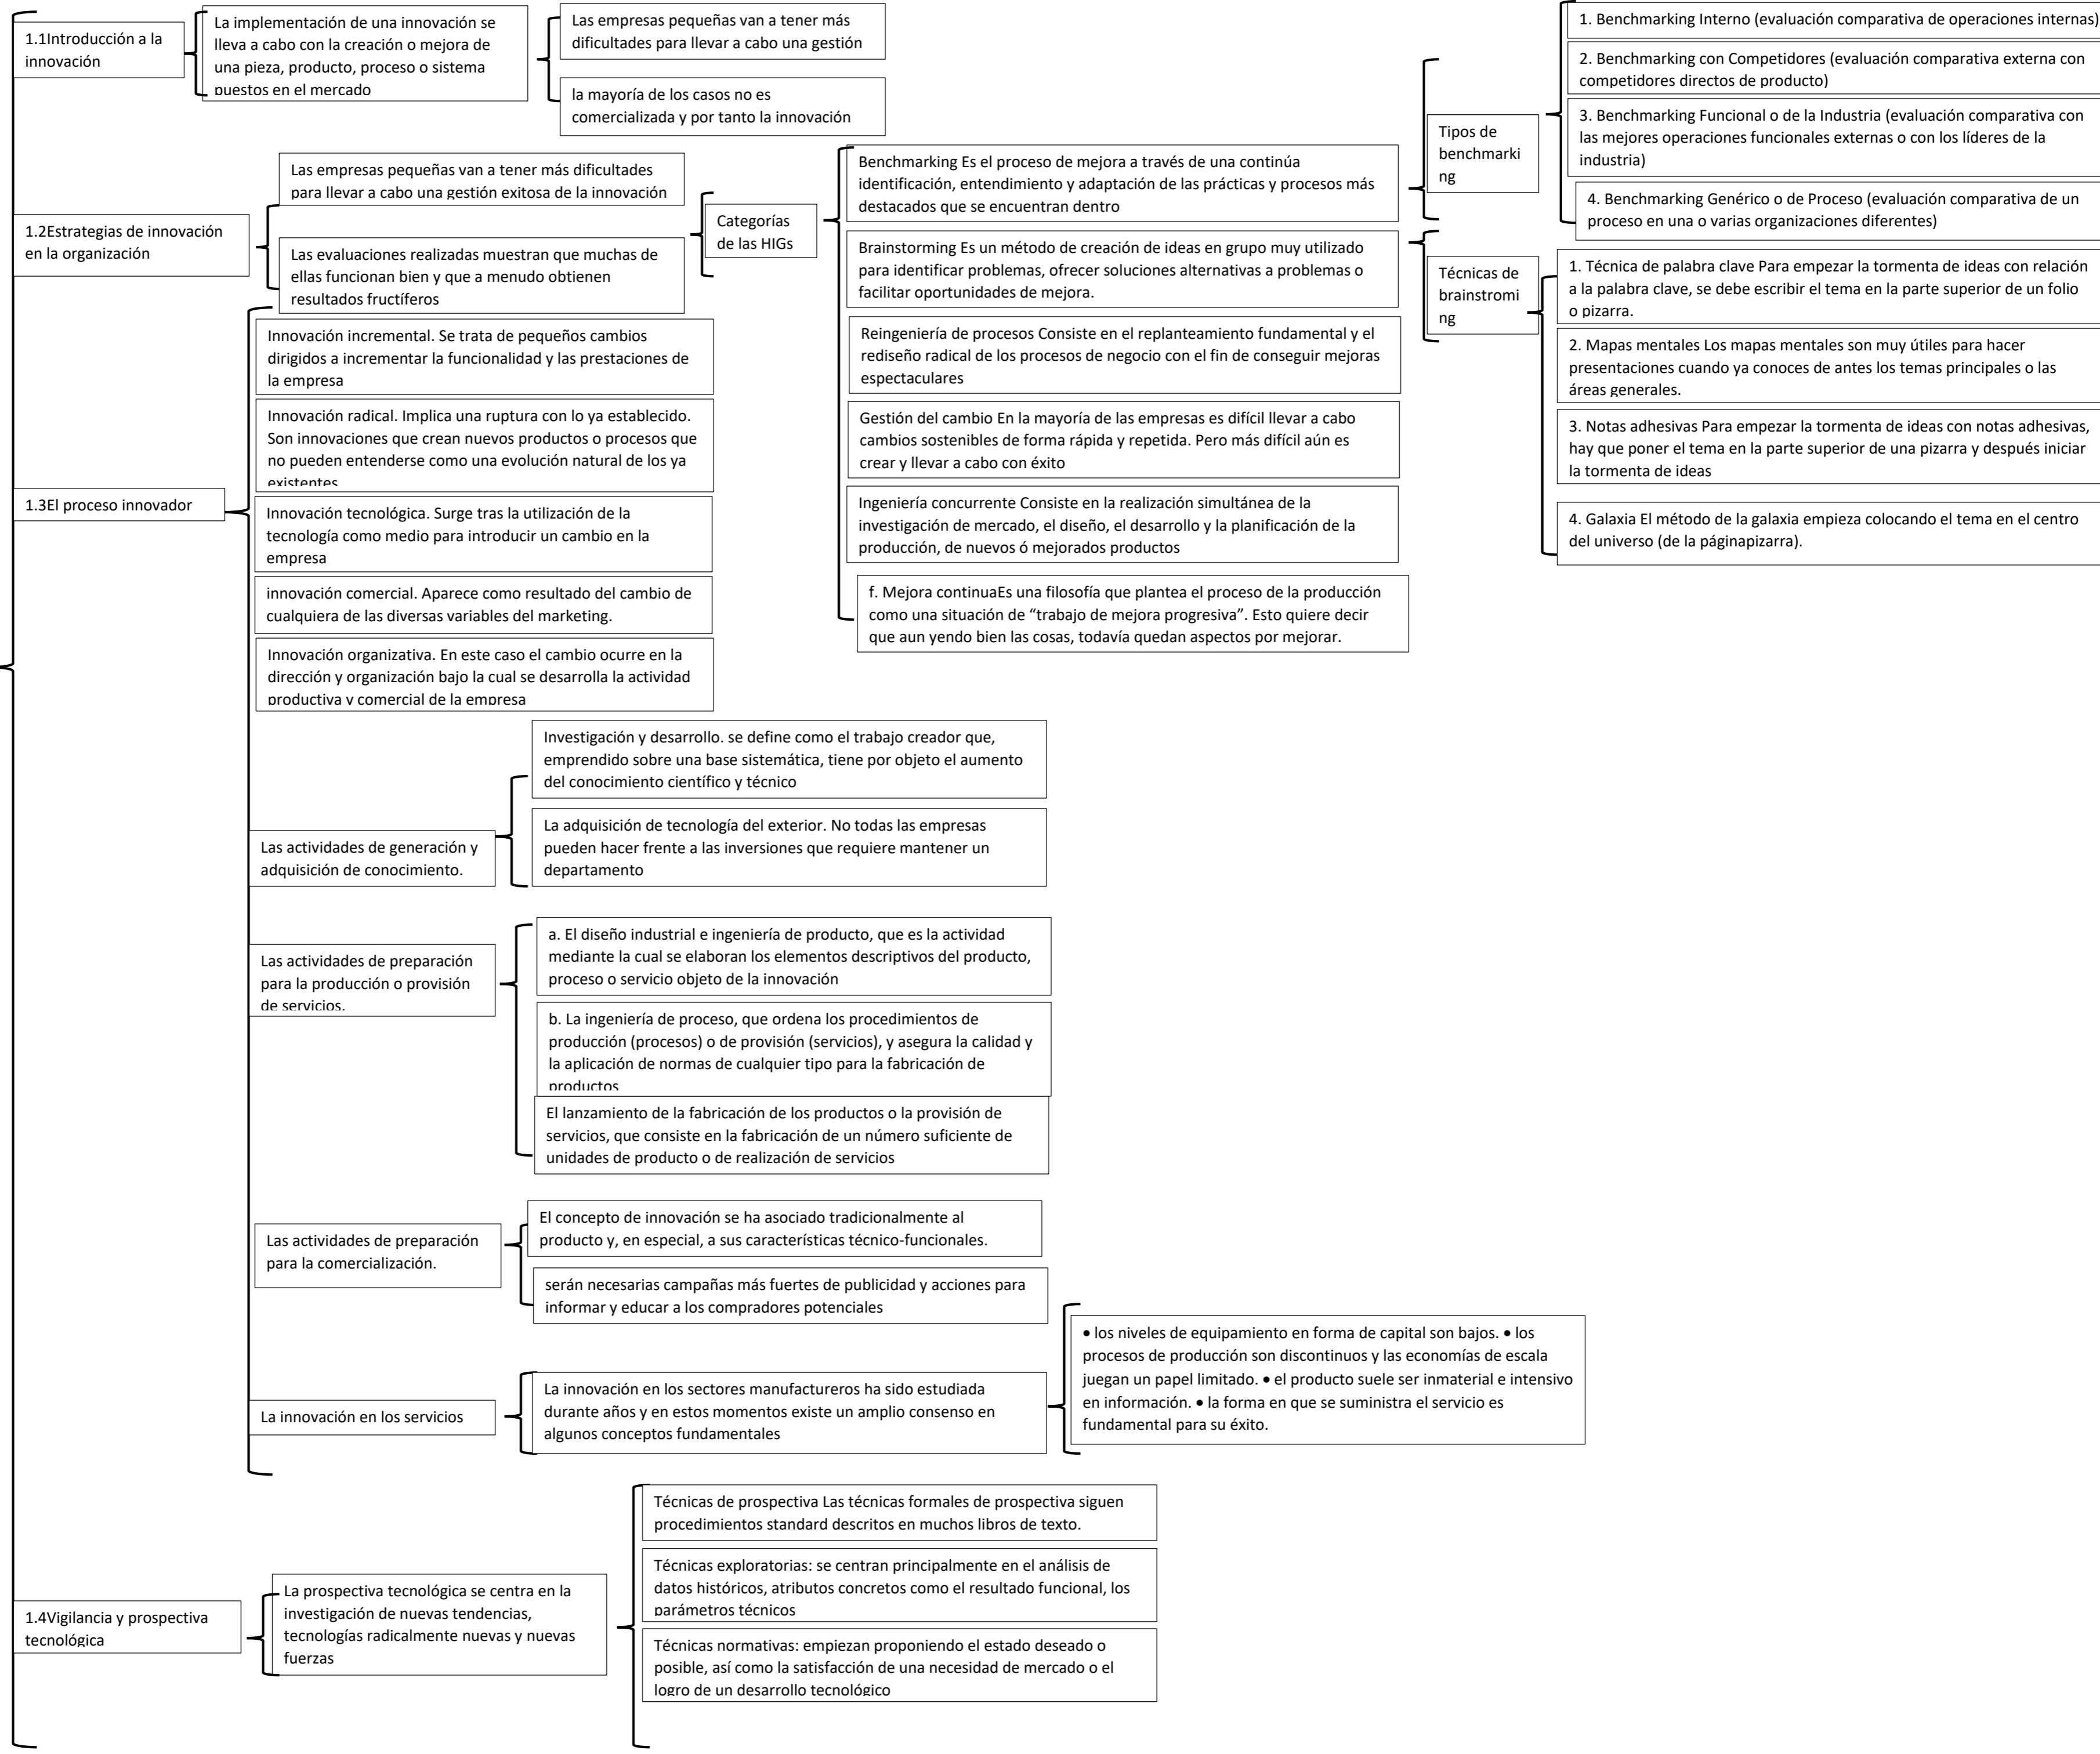 1.1Introducción a la
innovación
La implementación de una innovación se
lleva a cabo con la creación o mejora de
una pieza, producto, proceso o sistema
puestos en el mercado
Las empresas pequeñas van a tener más
dificultades para llevar a cabo una gestión
la mayoría de los casos no es
comercializada y por tanto la innovación
1.2Estrategias de innovación
en la organización
Las empresas pequeñas van a tener más dificultades
para llevar a cabo una gestión exitosa de la innovación
Las evaluaciones realizadas muestran que muchas de
ellas funcionan bien y que a menudo obtienen
resultados fructíferos
Categorías
de las HIGs
Benchmarking Es el proceso de mejora a través de una continúa
identificación, entendimiento y adaptación de las prácticas y procesos más
destacados que se encuentran dentro
Brainstorming Es un método de creación de ideas en grupo muy utilizado
para identificar problemas, ofrecer soluciones alternativas a problemas o
facilitar oportunidades de mejora.
Reingeniería de procesos Consiste en el replanteamiento fundamental y el
rediseño radical de los procesos de negocio con el fin de conseguir mejoras
espectaculares
Gestión del cambio En la mayoría de las empresas es difícil llevar a cabo
cambios sostenibles de forma rápida y repetida. Pero más difícil aún es
crear y llevar a cabo con éxito
Ingeniería concurrente Consiste en la realización simultánea de la
investigación de mercado, el diseño, el desarrollo y la planificación de la
producción, de nuevos ó mejorados productos
f. Mejora continuaEs una filosofía que plantea el proceso de la producción
como una situación de “trabajo de mejora progresiva”. Esto quiere decir
que aun yendo bien las cosas, todavía quedan aspectos por mejorar.
Tipos de
benchmarki
ng
1. Benchmarking Interno (evaluación comparativa de operaciones internas)
2. Benchmarking con Competidores (evaluación comparativa externa con
competidores directos de producto)
3. Benchmarking Funcional o de la Industria (evaluación comparativa con
las mejores operaciones funcionales externas o con los líderes de la
industria)
4. Benchmarking Genérico o de Proceso (evaluación comparativa de un
proceso en una o varias organizaciones diferentes)
Técnicas de
brainstromi
ng
1. Técnica de palabra clave Para empezar la tormenta de ideas con relación
a la palabra clave, se debe escribir el tema en la parte superior de un folio
o pizarra.
2. Mapas mentales Los mapas mentales son muy útiles para hacer
presentaciones cuando ya conoces de antes los temas principales o las
áreas generales.
3. Notas adhesivas Para empezar la tormenta de ideas con notas adhesivas,
hay que poner el tema en la parte superior de una pizarra y después iniciar
la tormenta de ideas
4. Galaxia El método de la galaxia empieza colocando el tema en el centro
del universo (de la páginapizarra).
1.3El proceso innovador
Innovación incremental. Se trata de pequeños cambios
dirigidos a incrementar la funcionalidad y las prestaciones de
la empresa
Innovación radical. Implica una ruptura con lo ya establecido.
Son innovaciones que crean nuevos productos o procesos que
no pueden entenderse como una evolución natural de los ya
existentes
Innovación tecnológica. Surge tras la utilización de la
tecnología como medio para introducir un cambio en la
empresa
innovación comercial. Aparece como resultado del cambio de
cualquiera de las diversas variables del marketing.
Innovación organizativa. En este caso el cambio ocurre en la
dirección y organización bajo la cual se desarrolla la actividad
productiva y comercial de la empresa
Las actividades de generación y
adquisición de conocimiento.
Investigación y desarrollo. se define como el trabajo creador que,
emprendido sobre una base sistemática, tiene por objeto el aumento
del conocimiento científico y técnico
La adquisición de tecnología del exterior. No todas las empresas
pueden hacer frente a las inversiones que requiere mantener un
departamento
Las actividades de preparación
para la producción o provisión
de servicios.
a. El diseño industrial e ingeniería de producto, que es la actividad
mediante la cual se elaboran los elementos descriptivos del producto,
proceso o servicio objeto de la innovación
b. La ingeniería de proceso, que ordena los procedimientos de
producción (procesos) o de provisión (servicios), y asegura la calidad y
la aplicación de normas de cualquier tipo para la fabricación de
productos
El lanzamiento de la fabricación de los productos o la provisión de
servicios, que consiste en la fabricación de un número suficiente de
unidades de producto o de realización de servicios
Las actividades de preparación
para la comercialización.
El concepto de innovación se ha asociado tradicionalmente al
producto y, en especial, a sus características técnico-funcionales.
serán necesarias campañas más fuertes de publicidad y acciones para
informar y educar a los compradores potenciales
La innovación en los servicios
La innovación en los sectores manufactureros ha sido estudiada
durante años y en estos momentos existe un amplio consenso en
algunos conceptos fundamentales
• los niveles de equipamiento en forma de capital son bajos. • los
procesos de producción son discontinuos y las economías de escala
juegan un papel limitado. • el producto suele ser inmaterial e intensivo
en información. • la forma en que se suministra el servicio es
fundamental para su éxito.
1.4Vigilancia y prospectiva
tecnológica
La prospectiva tecnológica se centra en la
investigación de nuevas tendencias,
tecnologías radicalmente nuevas y nuevas
fuerzas
Técnicas de prospectiva Las técnicas formales de prospectiva siguen
procedimientos standard descritos en muchos libros de texto.
Técnicas exploratorias: se centran principalmente en el análisis de
datos históricos, atributos concretos como el resultado funcional, los
parámetros técnicos
Técnicas normativas: empiezan proponiendo el estado deseado o
posible, así como la satisfacción de una necesidad de mercado o el
logro de un desarrollo tecnológico